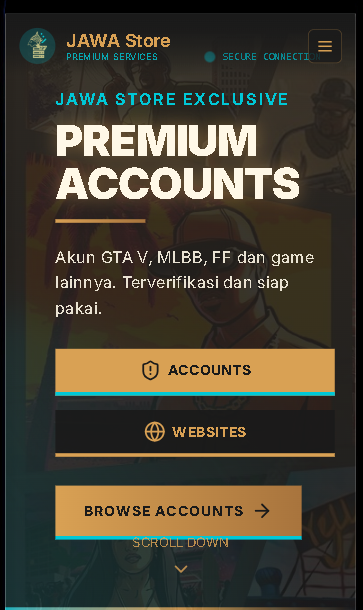 JAWA Store
PREMIUM SERVICES
SECURE CONNECTION
JAWA STORE EXCLUSIVE
PREMIUM
ACCOUNTS
Akun GTA V, MLBB, FF dan game
lainnya. Terverifikasi dan siap
pakai.
ACCOUNTS
WEBSITES
BROWSE ACCOUNTS
SCROLL DOWN